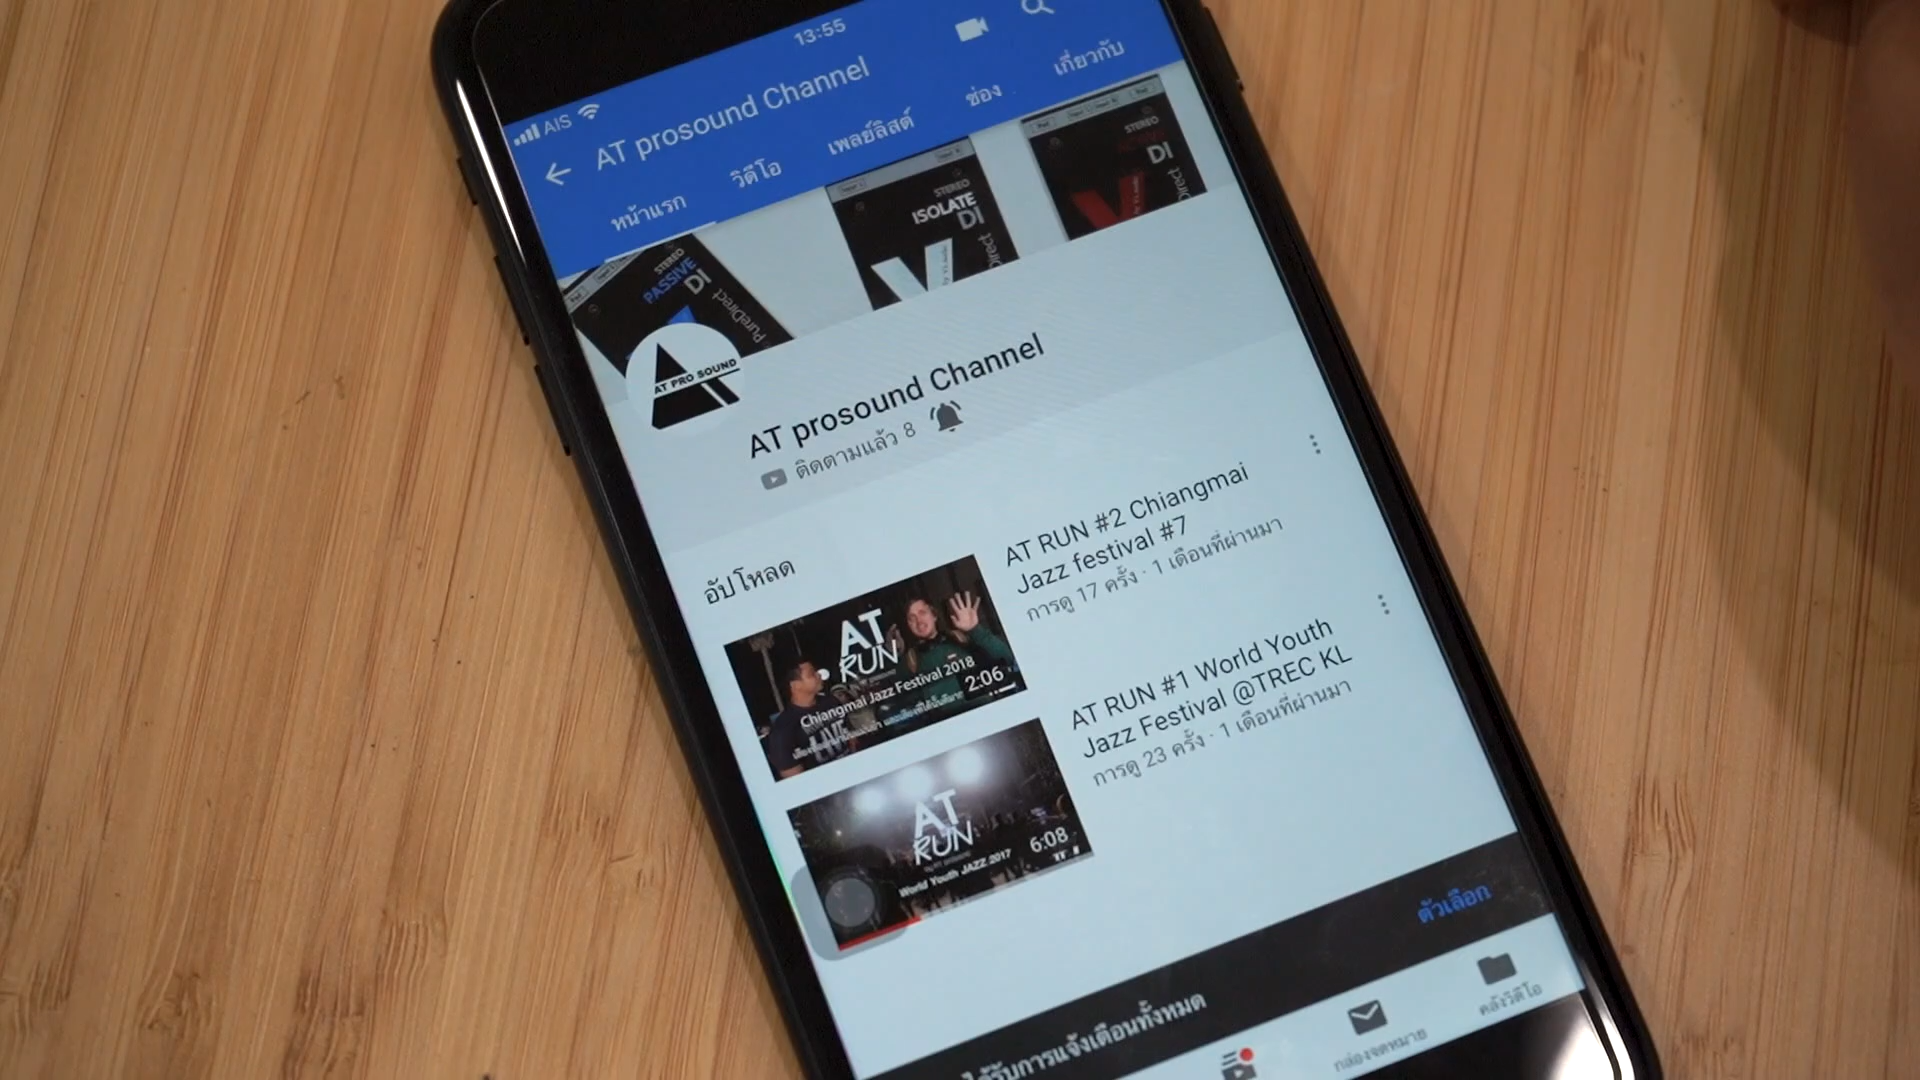 13:55
AIS
AT prosound Channel
หน้าแรก
วิดีโอ
เพลย์ลิสต์
ช่อง
เกี่ยวกับ
STEREO
PASSIVE
DI
PureDirect
STEREO
ISOLATE
DI
STEREO
DI
AT PRO SOUND
AT prosound Channel
ติดตามแล้ว 8
อัปโหลด
AT
RUN
Chiangmai Jazz Festival 2018
2:06
AT RUN #2 Chiangmai
Jazz festival #7
การดู 17 ครั้ง · 1 เดือนที่ผ่านมา
AT
RUN
World Youth JAZZ 2017
6:08
AT RUN #1 World Youth
Jazz Festival @TREC KL
การดู 23 ครั้ง · 1 เดือนที่ผ่านมา
ตัวเลือก
ได้รับการแจ้งเตือนทั้งหมด
กล่องจดหมาย
คลังวิดีโอ